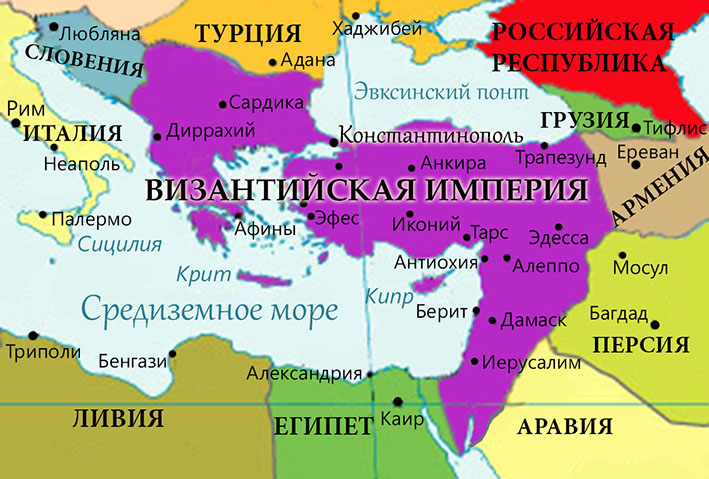 Любляна
СЛОВЕНИЯ
ТУРЦИЯ
Хаджибей
Адана
РОССИЙСКАЯ
РЕСПУБЛИКА
Эвксинский понт
Сардика
Рим
ИТАЛИЯ
Диррахий
Константинополь
ГРУЗИЯ
Тифлис
Неаполь
Анкира
Трапезунд
Ереван
АРМЕНИЯ
ВИЗАНТИЙСКАЯ ИМПЕРИЯ
Палермо
Сицилия
Афины
Эфес
Иконий
Тарс
Эдесса
Крит
Антиохия
Алеппо
Мосул
Кипр
Средиземное море
Берит
Дамаск
Багдад
ПЕРСИЯ
Триполи
Бенгази
Александрия
Иерусалим
ЛИВИЯ
ЕГИПЕТ
Каир
АРАВИЯ